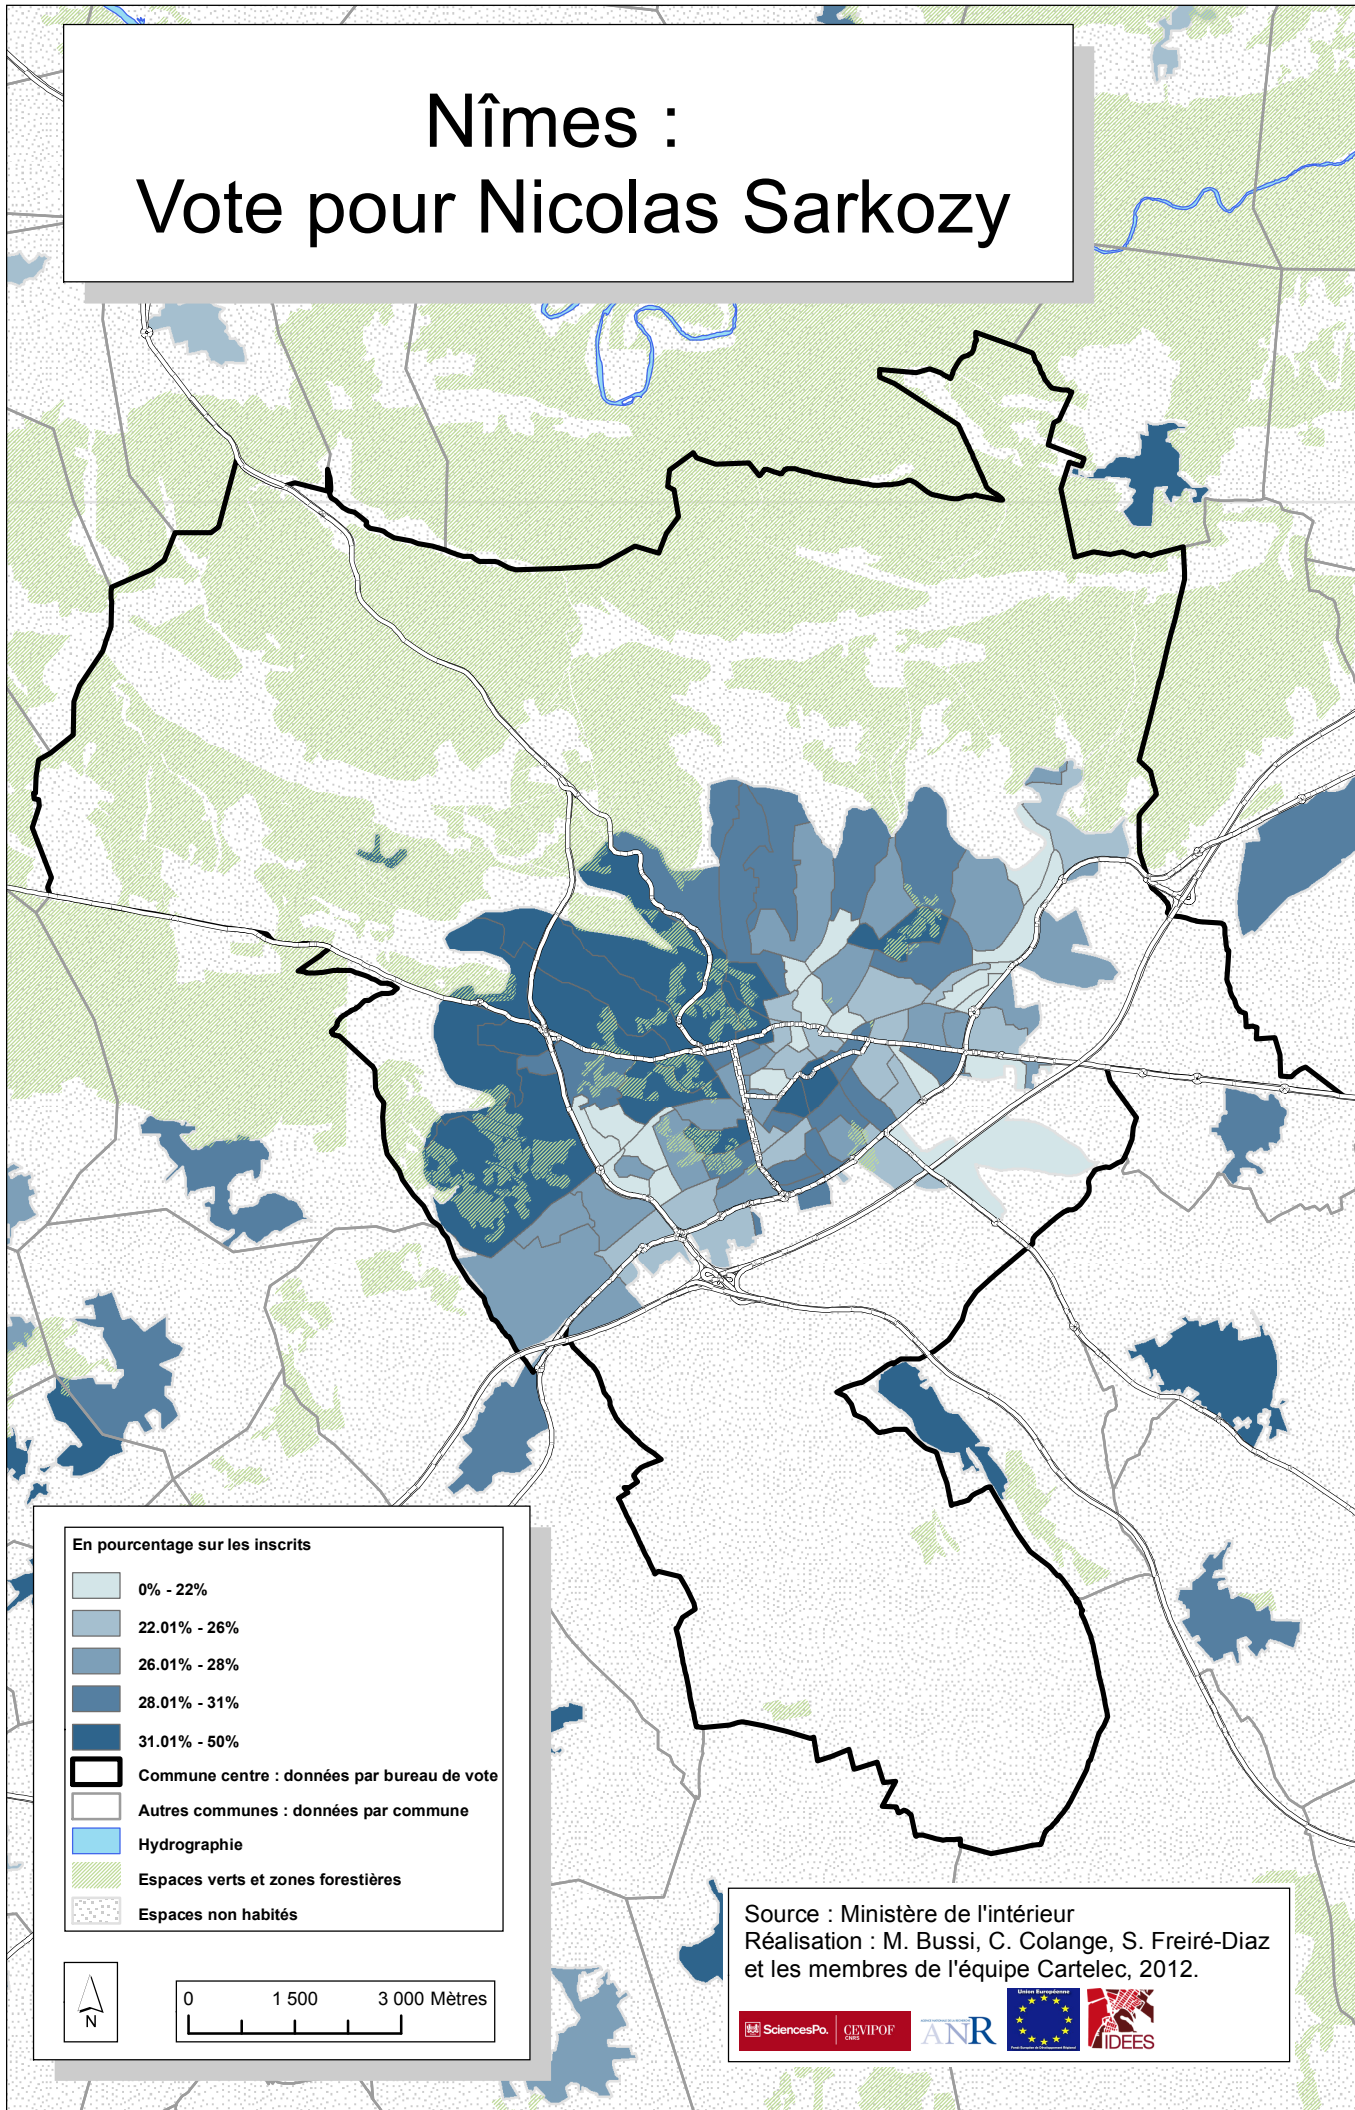 Nîmes :
Vote pour Nicolas Sarkozy
En pourcentage sur les inscrits
0% - 22%
22.01% - 26%
26.01% - 28%
28.01% - 31%
31.01% - 50%
Commune centre : données par bureau de vote
Autres communes : données par commune
Hydrographie
Espaces verts et zones forestières
Espaces non habités
N
0 1 500 3 000 Mètres
Source : Ministère de l'intérieur
Réalisation : M. Bussi, C. Colange, S. Freiré-Diaz
et les membres de l'équipe Cartelec, 2012.
SciencesPo.
CEVIPOF
CNRS
ANR
Union Européenne
IDEES